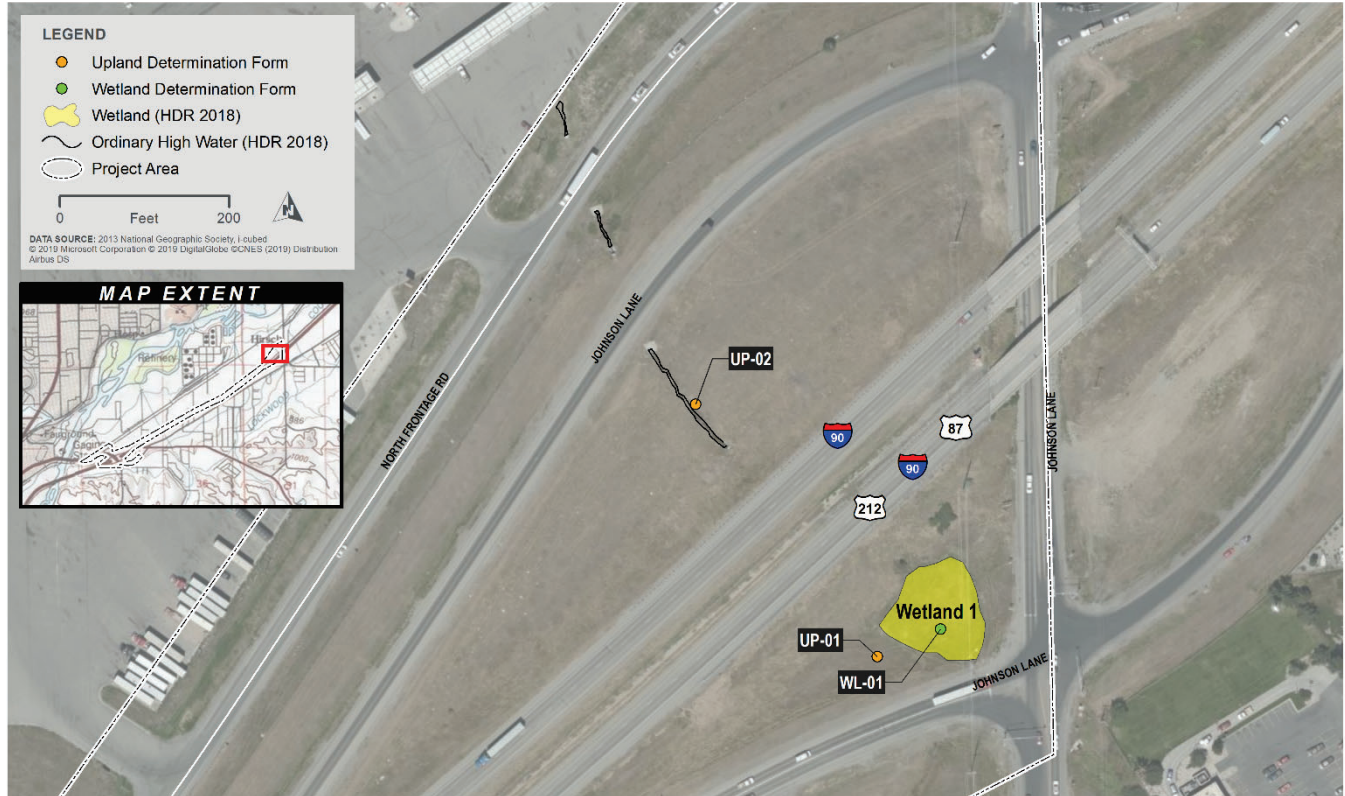 LEGEND
Upland Determination Form
Wetland Determination Form
Wetland (HDR 2018)
Ordinary High Water (HDR 2018)
Project Area
0 Feet 200
N
DATA SOURCE: 2013 National Geographic Society, i-cubed
© 2019 Microsoft Corporation © 2019 DigitalGlobe ©CNES (2019) Distribution
Airbus DS
MAP EXTENT
Refinery
LOCKWOOD
JOHNSON LANE
NORTH FRONTAGE RD
UP-02
90
87
90
212
JOHNSON LANE
Wetland 1
UP-01
WL-01
JOHNSON LANE